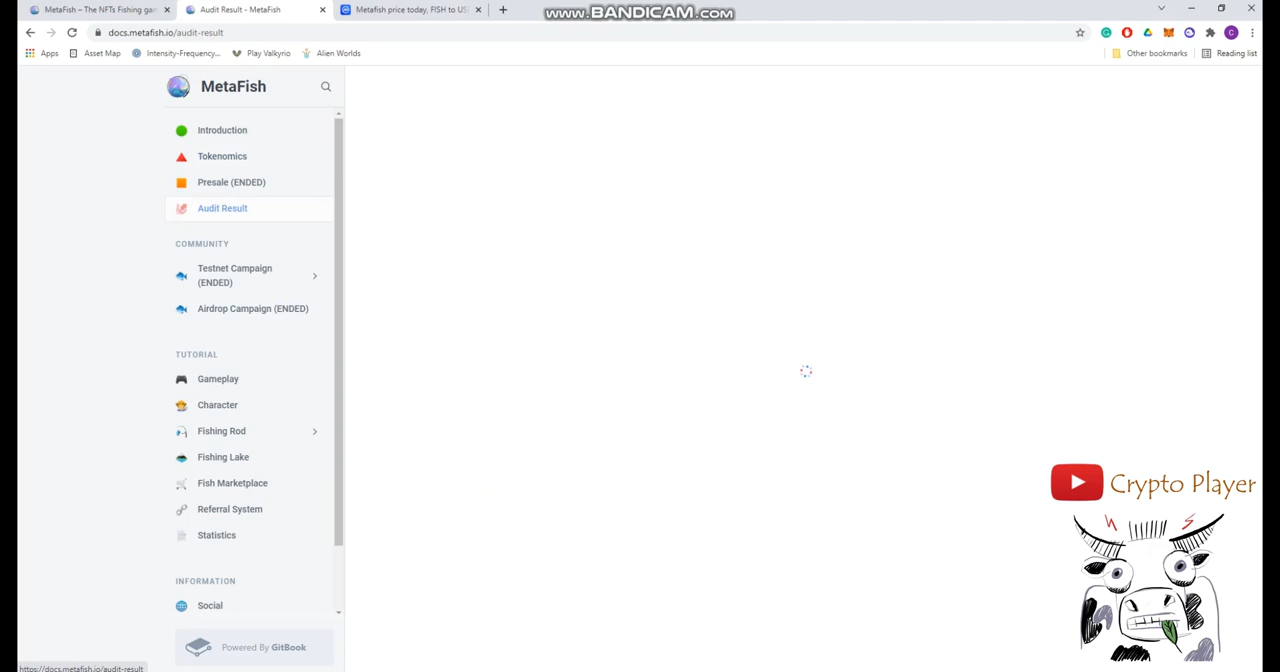 MetaFish – The NFTs Fishing gam
Audit Result - MetaFish
Metafish price today, FISH to US
www.BANDICAM.com
docs.metafish.io/audit-result
Apps
Asset Map
Intensity-Frequency...
Play Valkyrio
Alien Worlds
Other bookmarks
Reading list
MetaFish
Introduction
Tokenomics
Presale (ENDED)
Audit Result
COMMUNITY
Testnet Campaign
(ENDED)
Airdrop Campaign (ENDED)
TUTORIAL
Gameplay
Character
Fishing Rod
Fishing Lake
Fish Marketplace
Referral System
Statistics
INFORMATION
Social
Powered By GitBook
https://docs.metafish.io/audit-result
Crypto Player